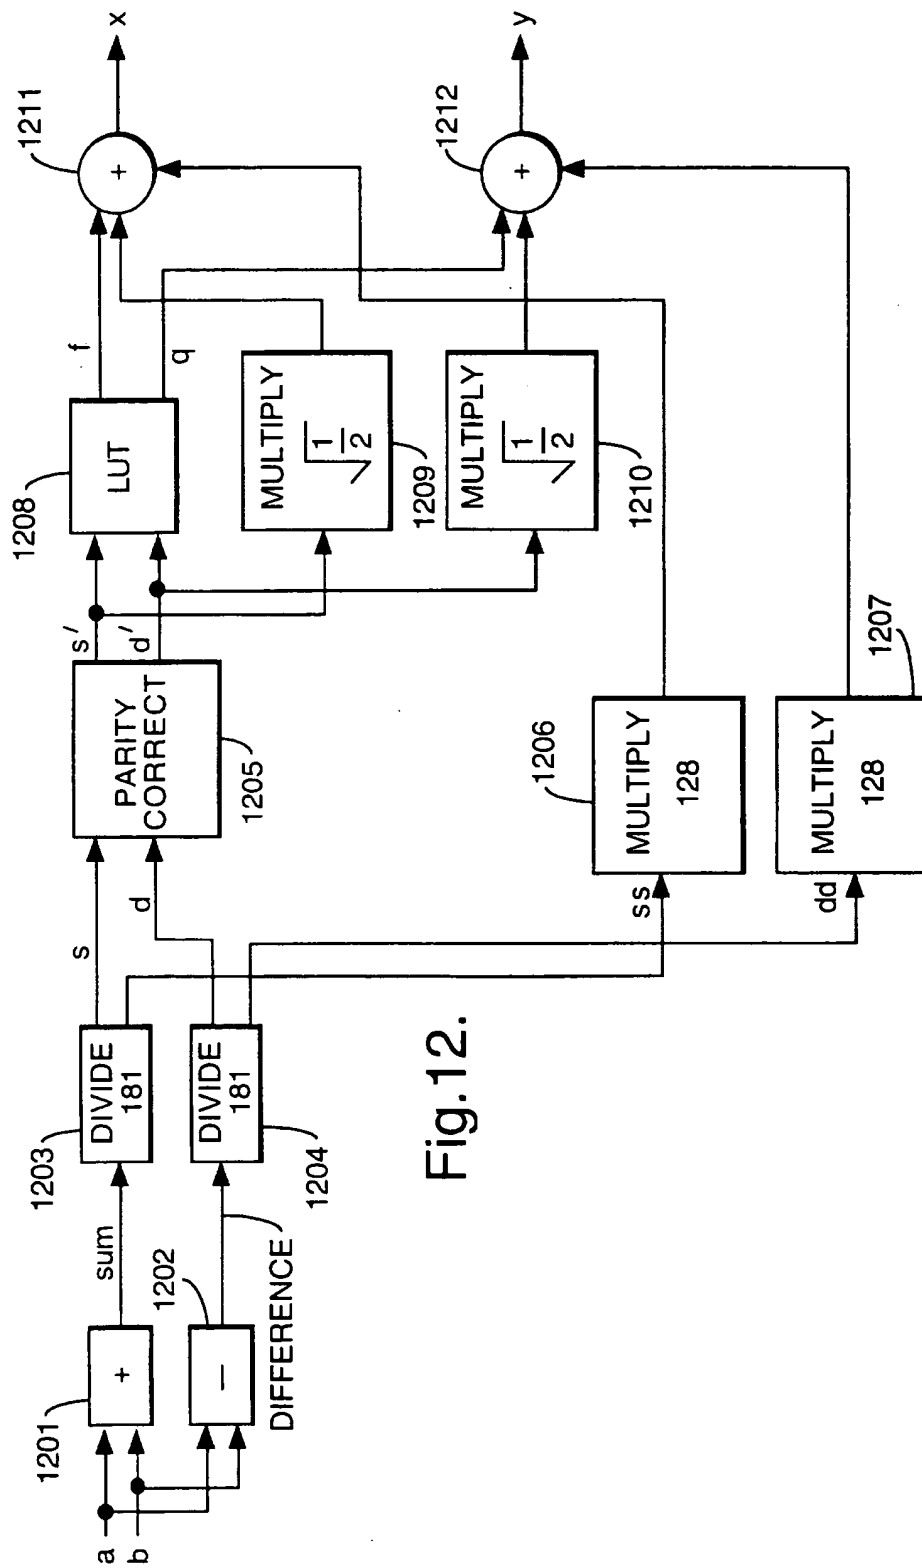 a
b
1201
+
sum
1202
−
DIFFERENCE
1203
DIVIDE
181
1204
DIVIDE
181
s
d
ss
dd
PARITY
CORRECT
1205
s′
d′
1206
MULTIPLY
128
1207
MULTIPLY
128
1208
LUT
f
q
MULTIPLY
√1/2
1209
MULTIPLY
√1/2
1210
1211
+
x
1212
+
y
Fig.12.